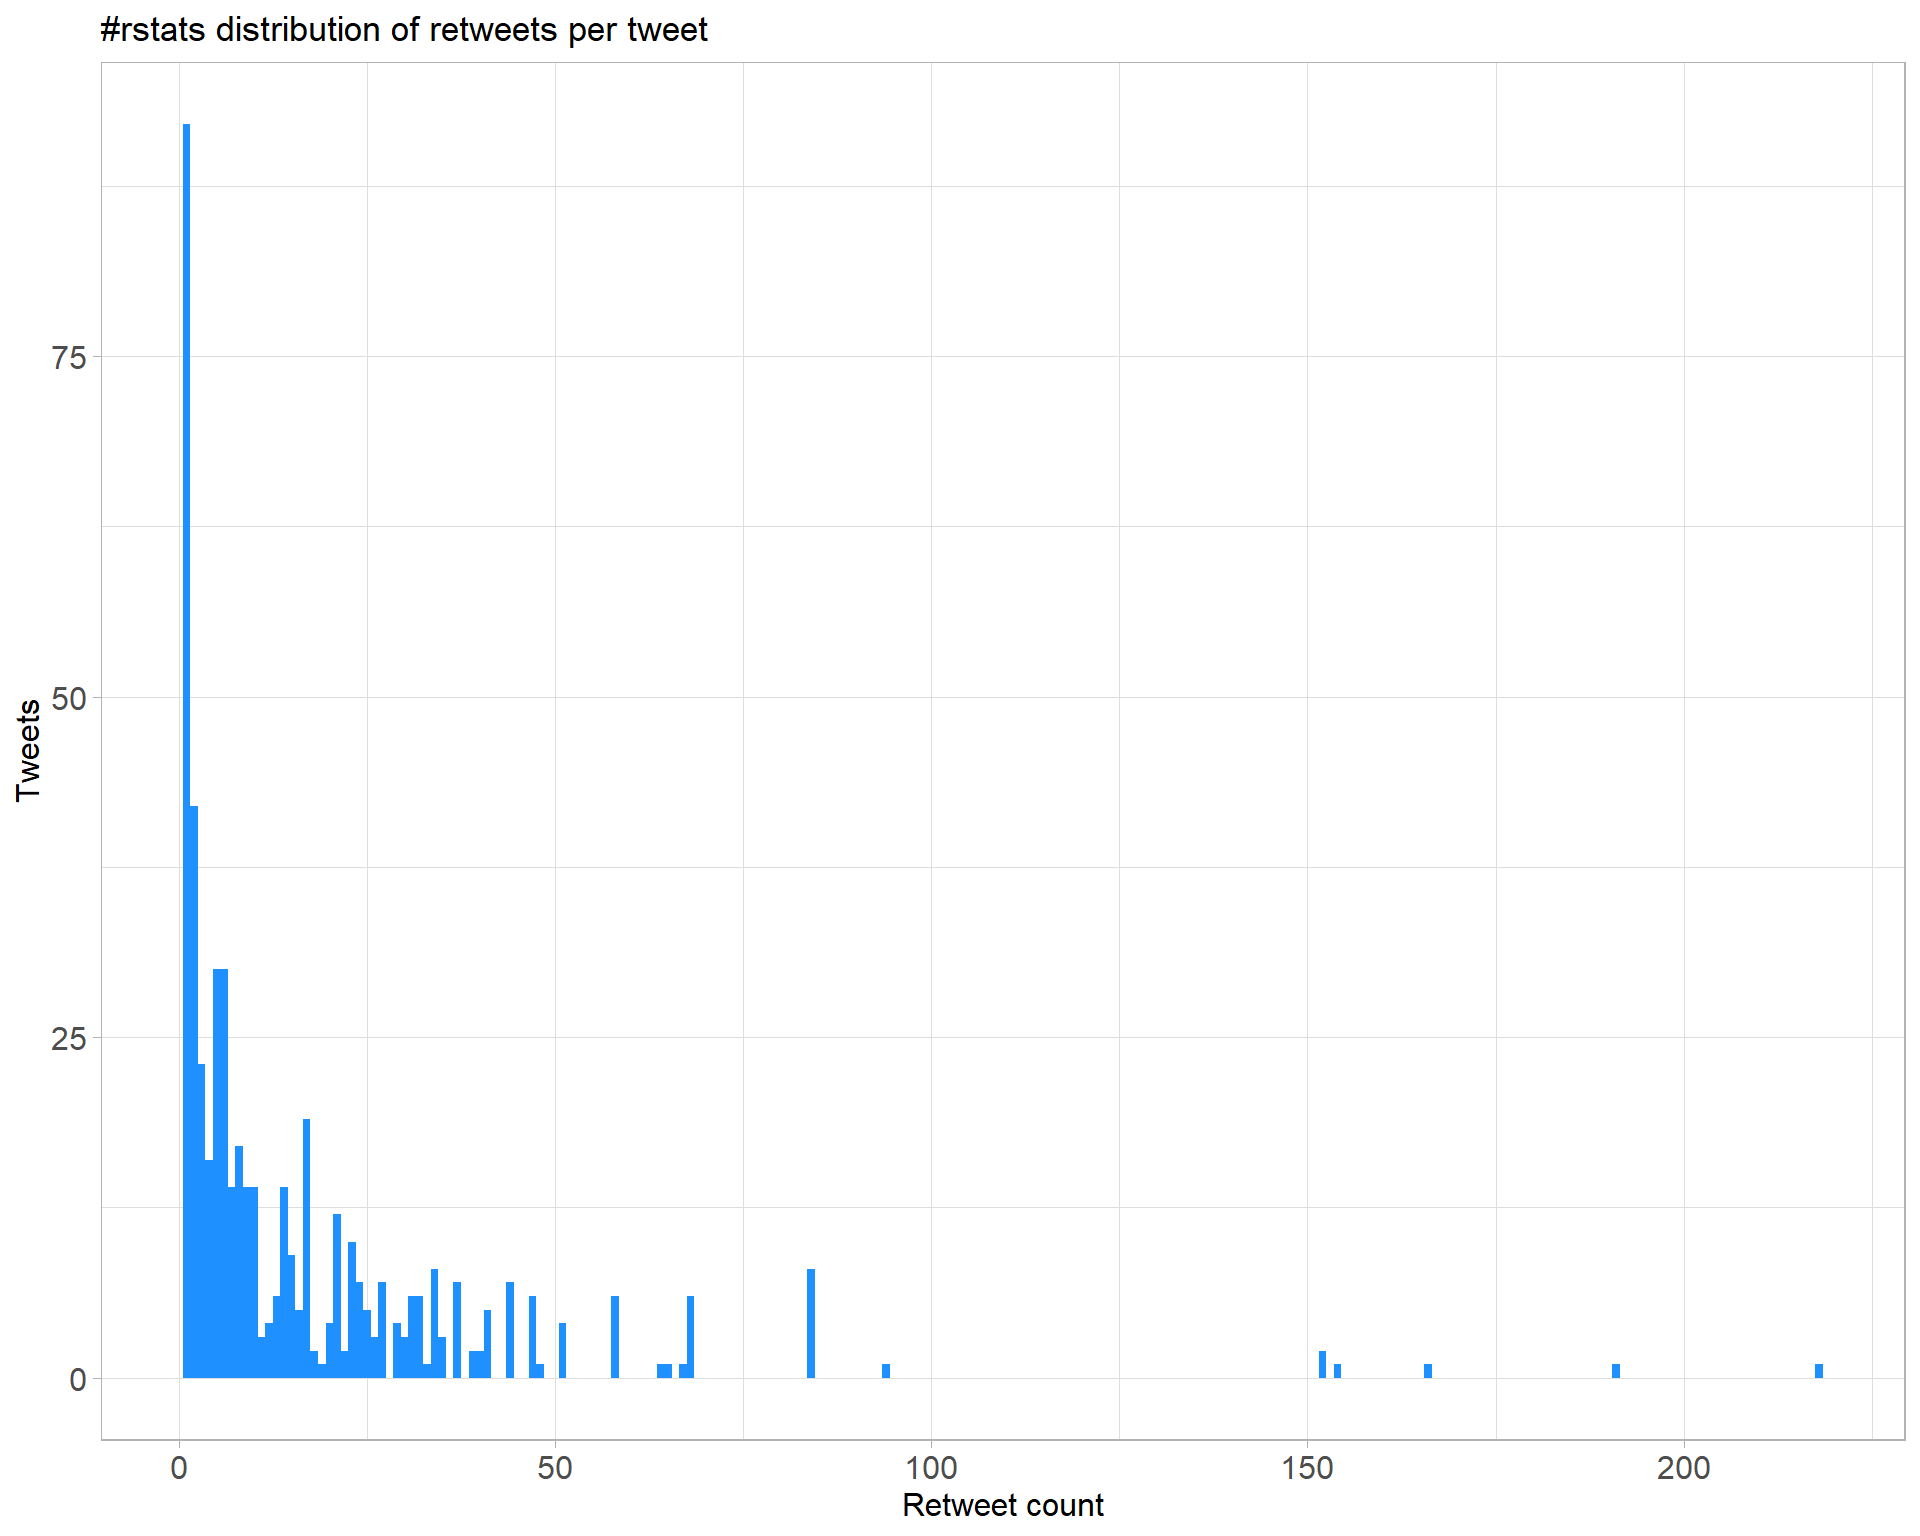 #rstats distribution of retweets per tweet
75
50
25
0
Tweets
0 50 100 150 200
Retweet count